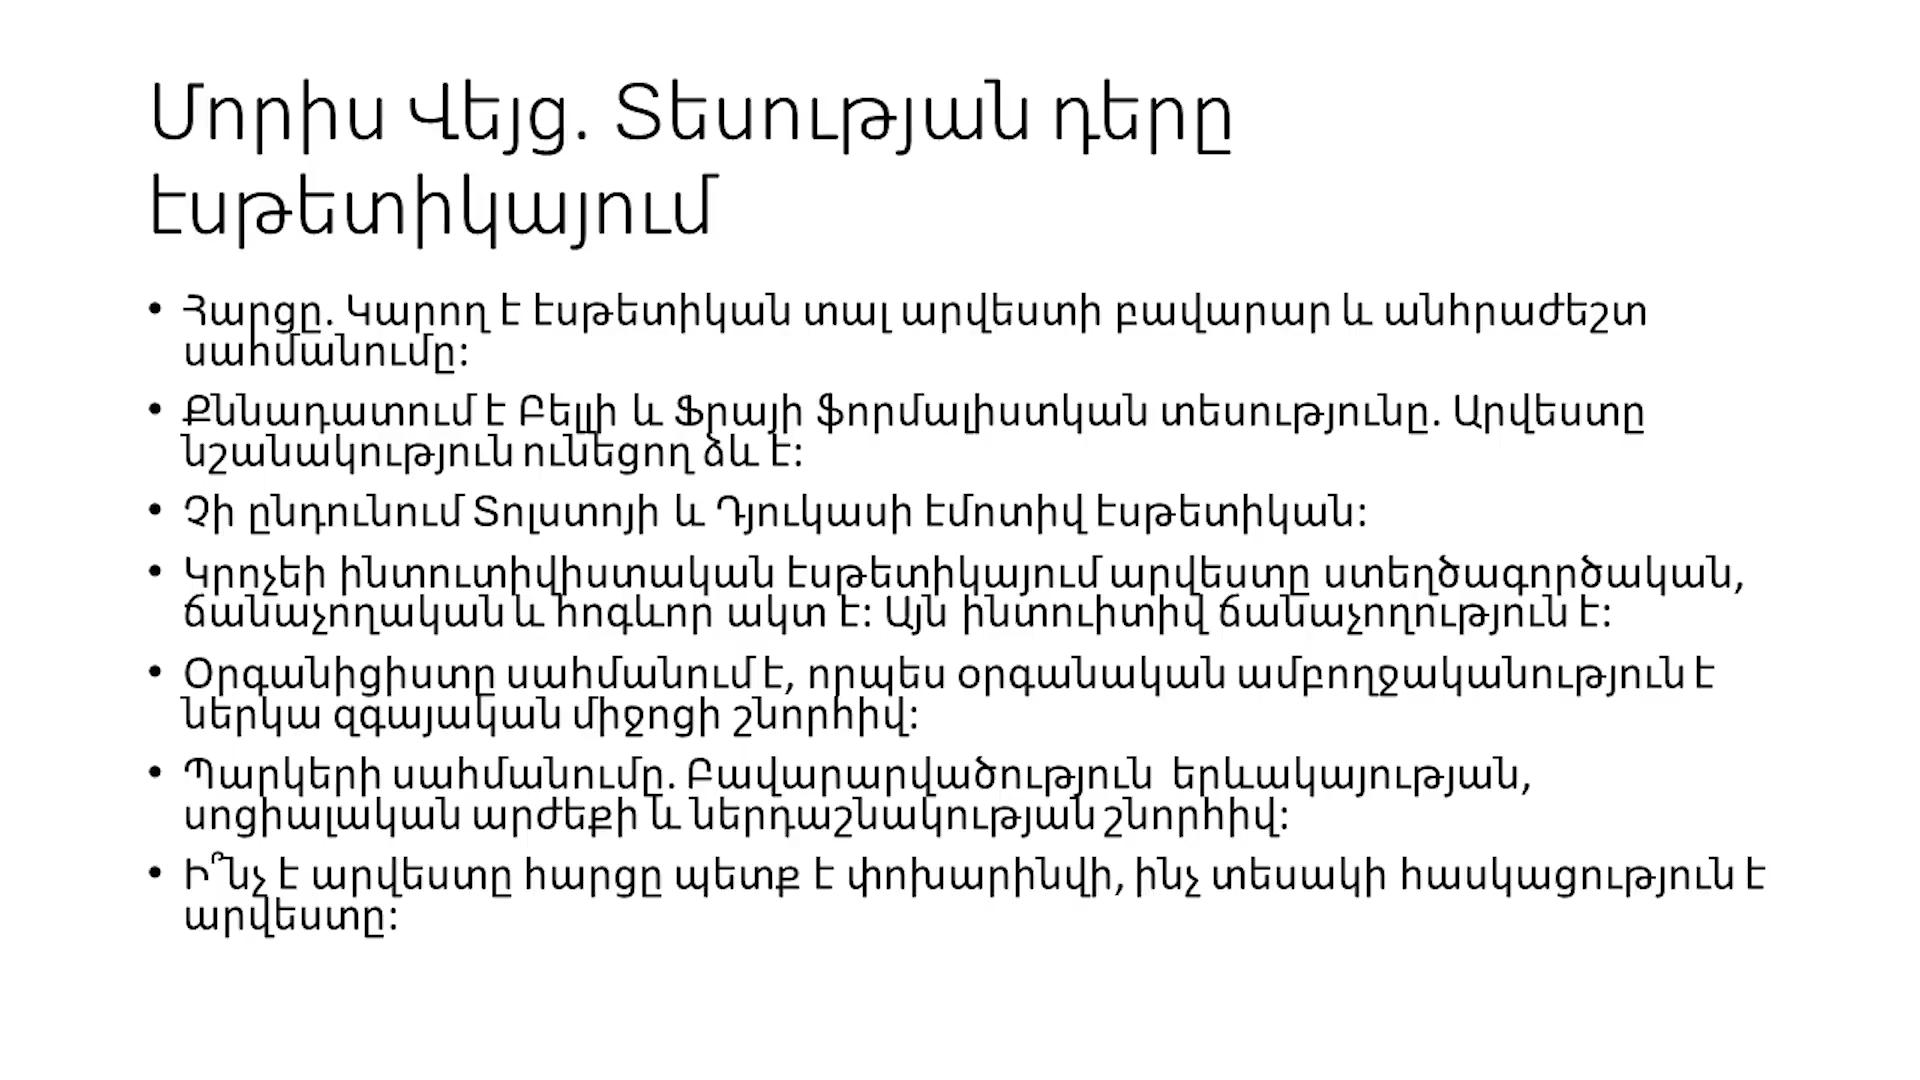 Մորիս Վեյց. Տեսության դերը
էսթետիկայում
• Հարցը. Կարող է էսթետիկան տալ արվեստի բավարար և անհրաժեշտ
սահմանումը:
• Քննադատում է Բելլի և Ֆրայի ֆորմալիստկան տեսությունը. Արվեստը
նշանակություն ունեցող ձև է:
• Չի ընդունում Տոլստոյի և Դյուկասի էմոտիվ էսթետիկան:
• Կրոչեի ինտուտիվիստական էսթետիկայում արվեստը ստեղծագործական,
ճանաչողական և հոգևոր ակտ է: Այն ինտուիտիվ ճանաչողություն է:
• Օրգանիցիստը սահմանում է, որպես օրգանական ամբողջականություն է
ներկա զգայական միջոցի շնորհիվ:
• Պարկերի սահմանումը. Բավարարվածություն երևակայության,
սոցիալական արժեքի և ներդաշնակության շնորհիվ:
• Ի՞նչ է արվեստը հարցը պետք է փոխարինվի, ինչ տեսակի հասկացություն է
արվեստը: